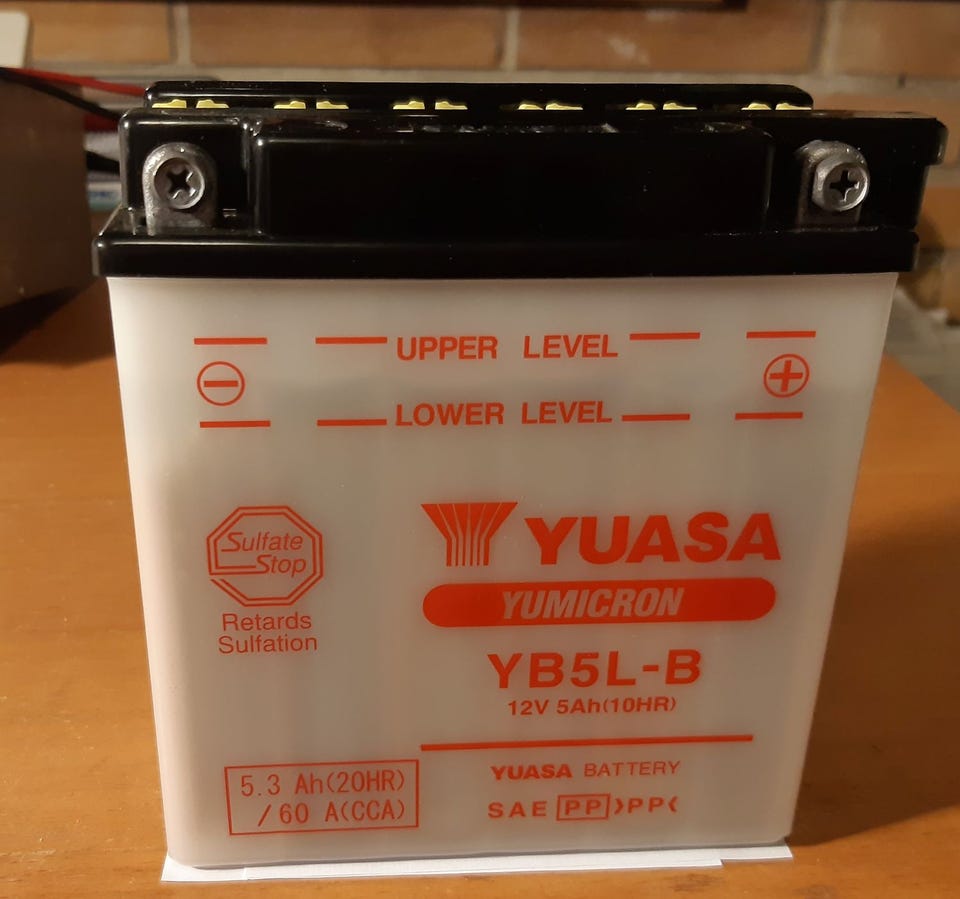 UPPER LEVEL
LOWER LEVEL
Sulfate
Stop
Retards
Sulfation
YUASA
YUMICRON
YB5L-B
12V 5Ah(10HR)
5.3 Ah(20HR)
/60 A(CCA)
YUASA BATTERY
SAE PP >PP<